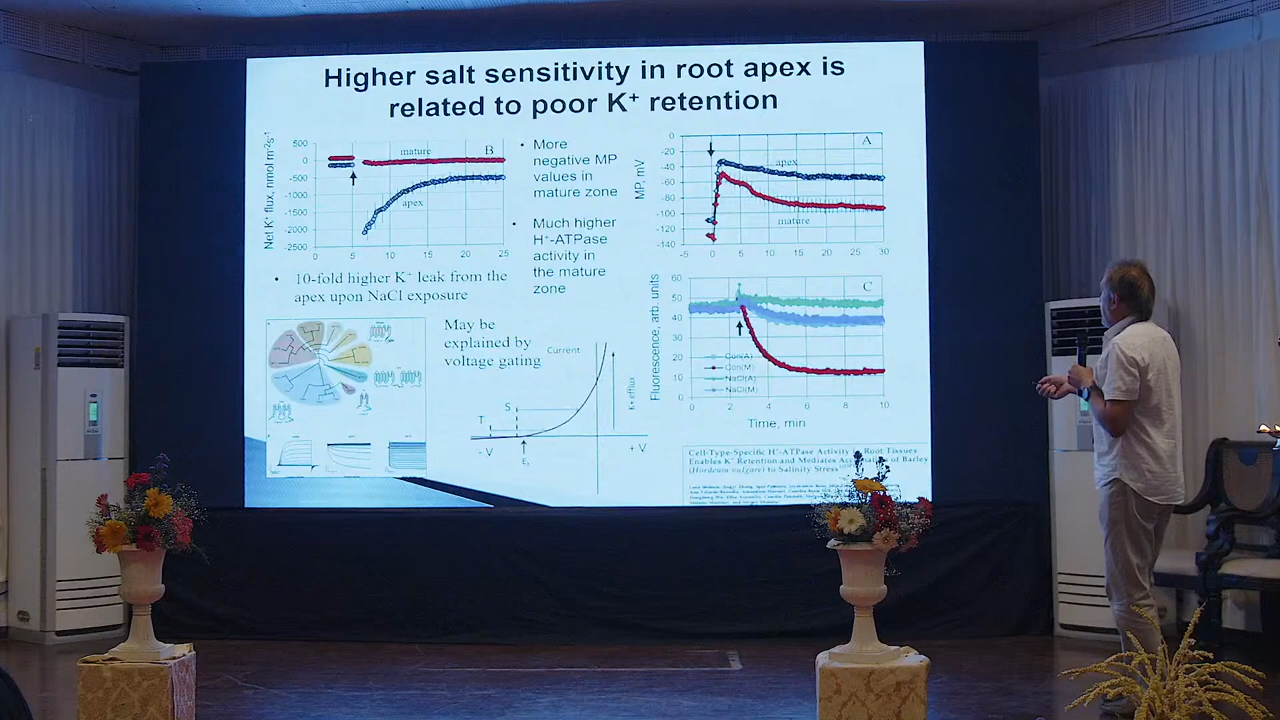 Higher salt sensitivity in root apex is
related to poor K⁺ retention
Net K⁺ flux, nmol m⁻²s⁻¹
500
0
-500
-1000
-1500
-2000
-2500
0 5 10 15 20 25
mature
B
apex
• 10-fold higher K⁺ leak from the
apex upon NaCl exposure
• More
negative MP
values in
mature zone
• Much higher
H⁺-ATPase
activity in
the mature
zone
MP, mV
0
-20
-40
-60
-80
-100
-120
-140
-5 0 5 10 15 20 25 30
A
apex
mature
Fluorescence, arb. units
60
50
40
30
20
10
0
0 2 4 6 8 10
C
Con(A)
Con(M)
NaCl(A)
NaCl(M)
Time, min
May be
explained by
voltage gating
Current
K⁺ efflux
S
T
- V
+ V
Cell-Type-Specific H⁺-ATPase Activity Root Tissues
Enables K⁺ Retention and Mediates of Barley
(Hordeum vulgare) to Salinity Stress